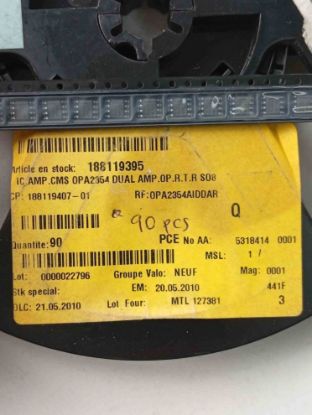 Article en stock: 188119395
IC AMP.CMS OPA2354 DUAL AMP.OP.R.T.R SO8
CP: 188119407-01 RF:OPA2354AIDDAR
90 pcs Q
Quantite: 90 PCE No AA: 5318414 0001
MSL: 1 /
Lot: 0000022796 Groupe Valo: NEUF Mag: 0001
Stk special: EM: 20.05.2010 441F
DLC: 21.05.2010 Lot Four: MTL 127381 3